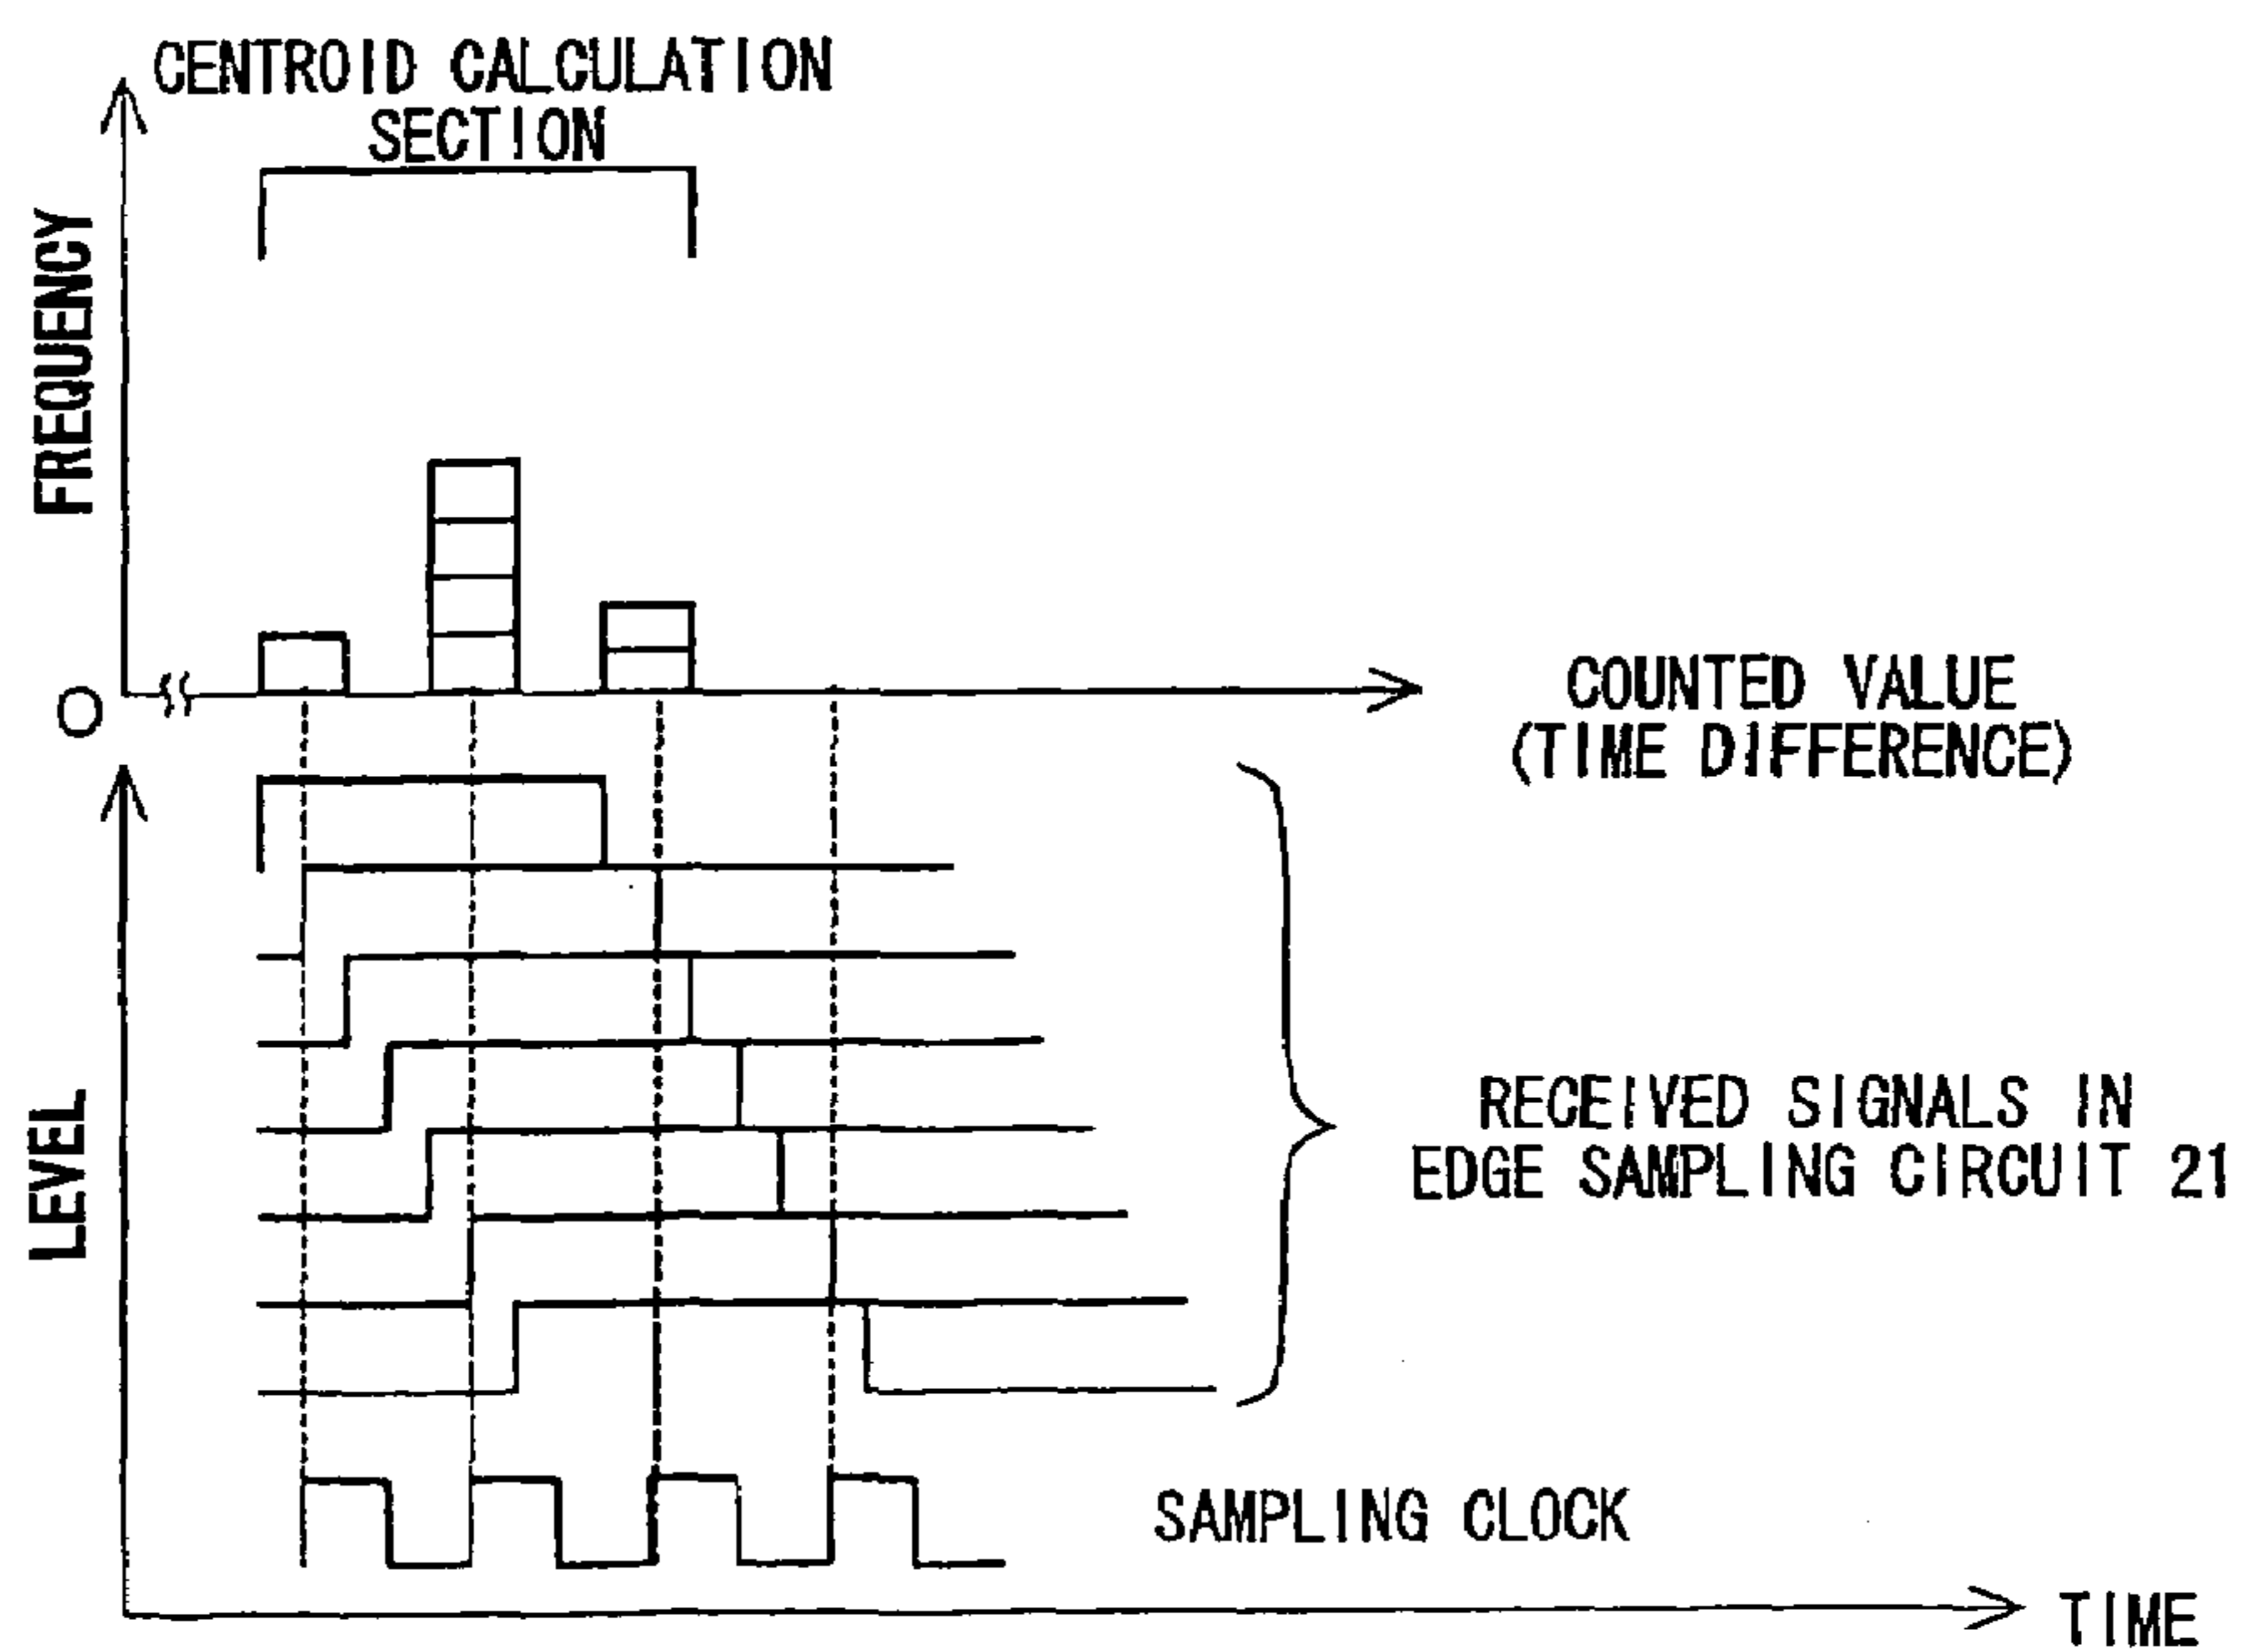 CENTROID CALCULATION
SECTION
FREQUENCY
O
COUNTED VALUE
(TIME DIFFERENCE)
LEVEL
RECEIVED SIGNALS IN
EDGE SAMPLING CIRCUIT 21
SAMPLING CLOCK
TIME